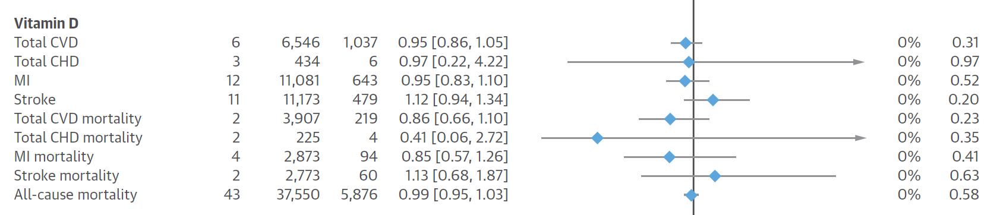 Vitamin D
Total CVD 6 6,546 1,037 0.95 [0.86, 1.05] 0% 0.31
Total CHD 3 434 6 0.97 [0.22, 4.22] 0% 0.97
MI 12 11,081 643 0.95 [0.83, 1.10] 0% 0.52
Stroke 11 11,173 479 1.12 [0.94, 1.34] 0% 0.20
Total CVD mortality 2 3,907 219 0.86 [0.66, 1.10] 0% 0.23
Total CHD mortality 2 225 4 0.41 [0.06, 2.72] 0% 0.35
MI mortality 4 2,873 94 0.85 [0.57, 1.26] 0% 0.41
Stroke mortality 2 2,773 60 1.13 [0.68, 1.87] 0% 0.63
All-cause mortality 43 37,550 5,876 0.99 [0.95, 1.03] 0% 0.58